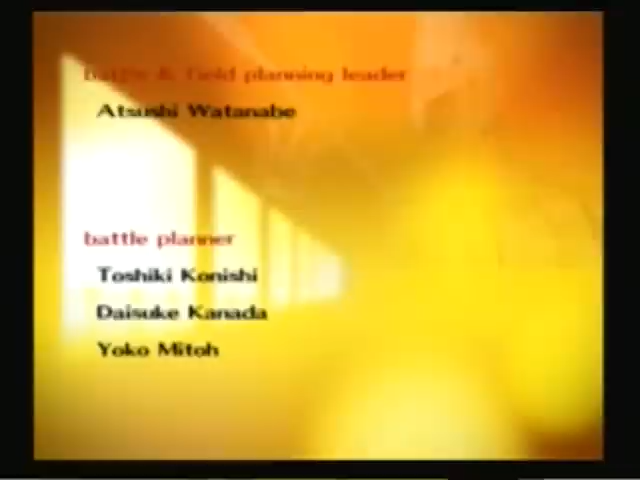 battle & field planning leader
Atsushi Watanabe
battle planner
Toshiki Konishi
Daisuke Kanada
Yoko Mitoh